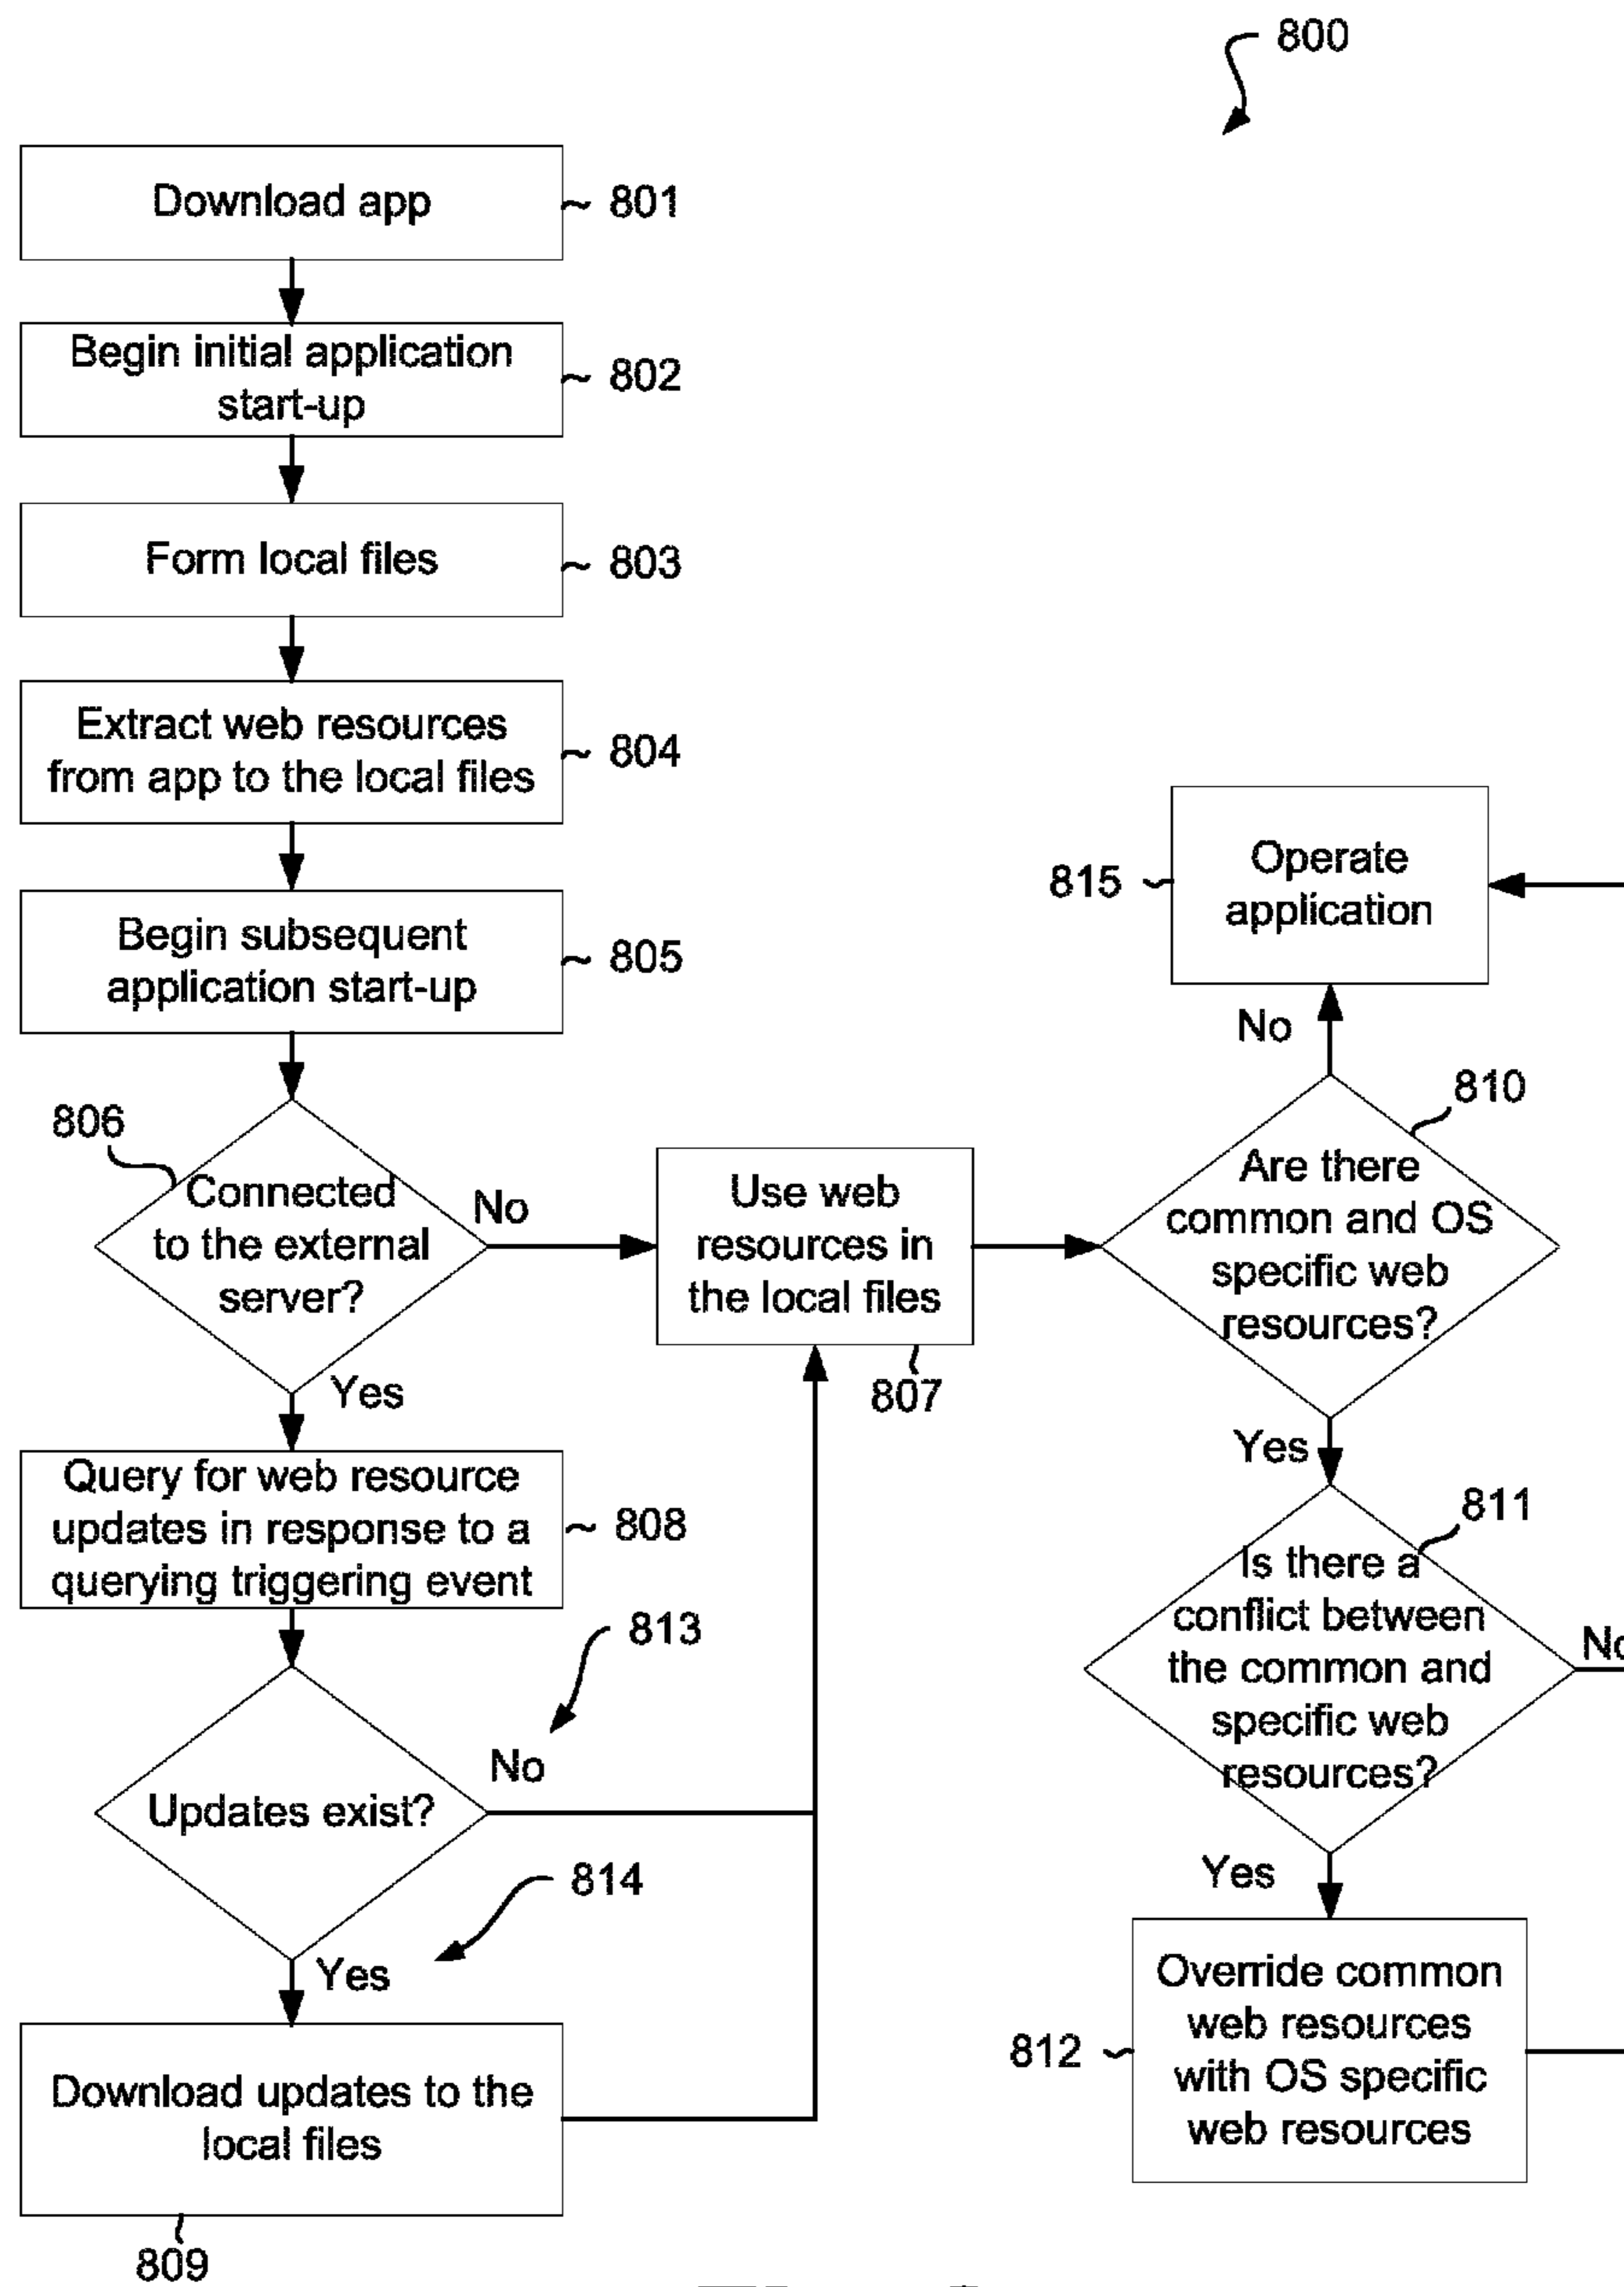 800
Download app
801
Begin initial application
start-up
802
Form local files
803
Extract web resources
from app to the local files
804
Begin subsequent
application start-up
805
806
Connected
to the external
server?
No
Yes
Use web
resources in
the local files
807
Query for web resource
updates in response to a
querying triggering event
808
813
Updates exist?
No
814
Yes
Download updates to the
local files
809
815
Operate
application
No
810
Are there
common and OS
specific web
resources?
Yes
811
Is there a
conflict between
the common and
specific web
resources?
No
Yes
812
Override common
web resources
with OS specific
web resources